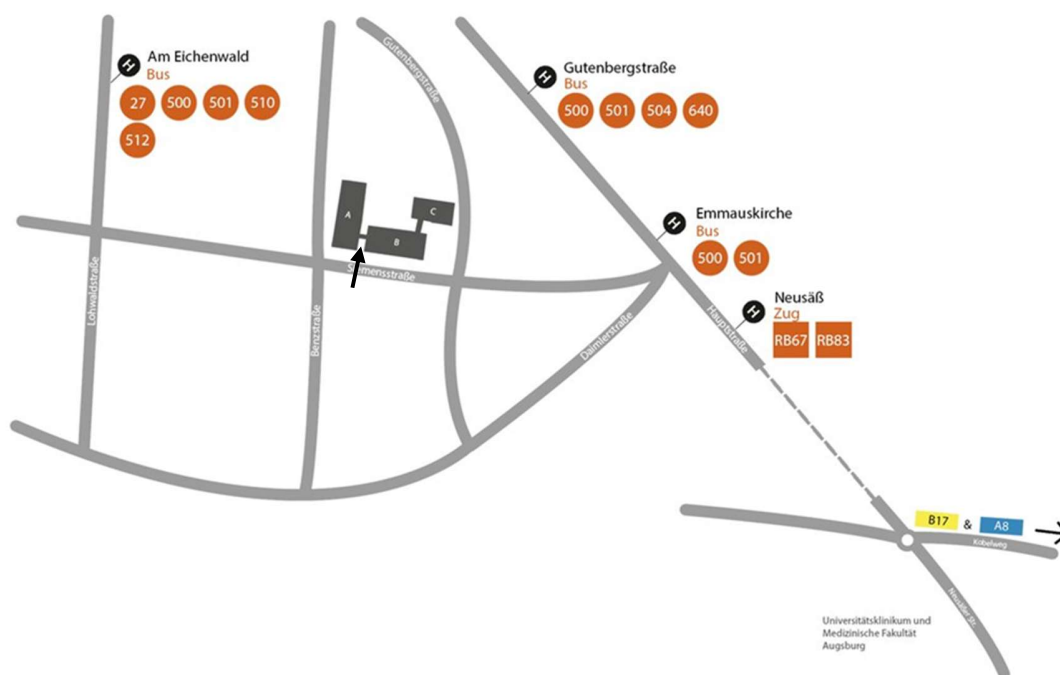 H
Am Eichenwald
Bus
27 500 501 510
512
Gutenbergstraße
H
Gutenbergstraße
Bus
500 501 504 640
A
B
C
H
Emmauskirche
Bus
500 501
H
Neusäß
Zug
RB67 RB83
Siemensstraße
Lohwaldstraße
Benzstraße
Daimlerstraße
Hauptstraße
B17 & A8
Kobelweg
Neusäßer Str.
Universitätsklinikum und
Medizinische Fakultät
Augsburg